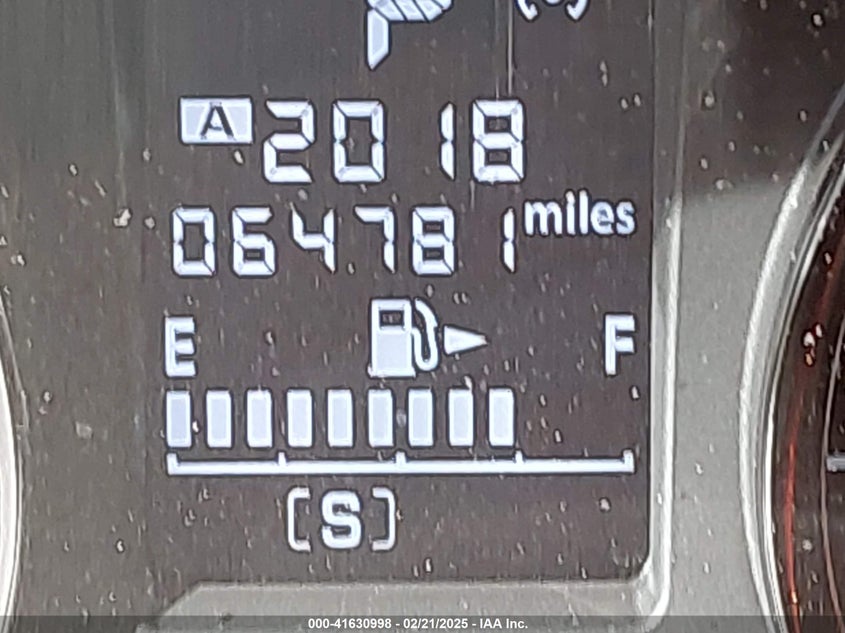 A 2018
064781 miles
E F
[S]
000-41630998 - 02/21/2025 - IAA Inc.